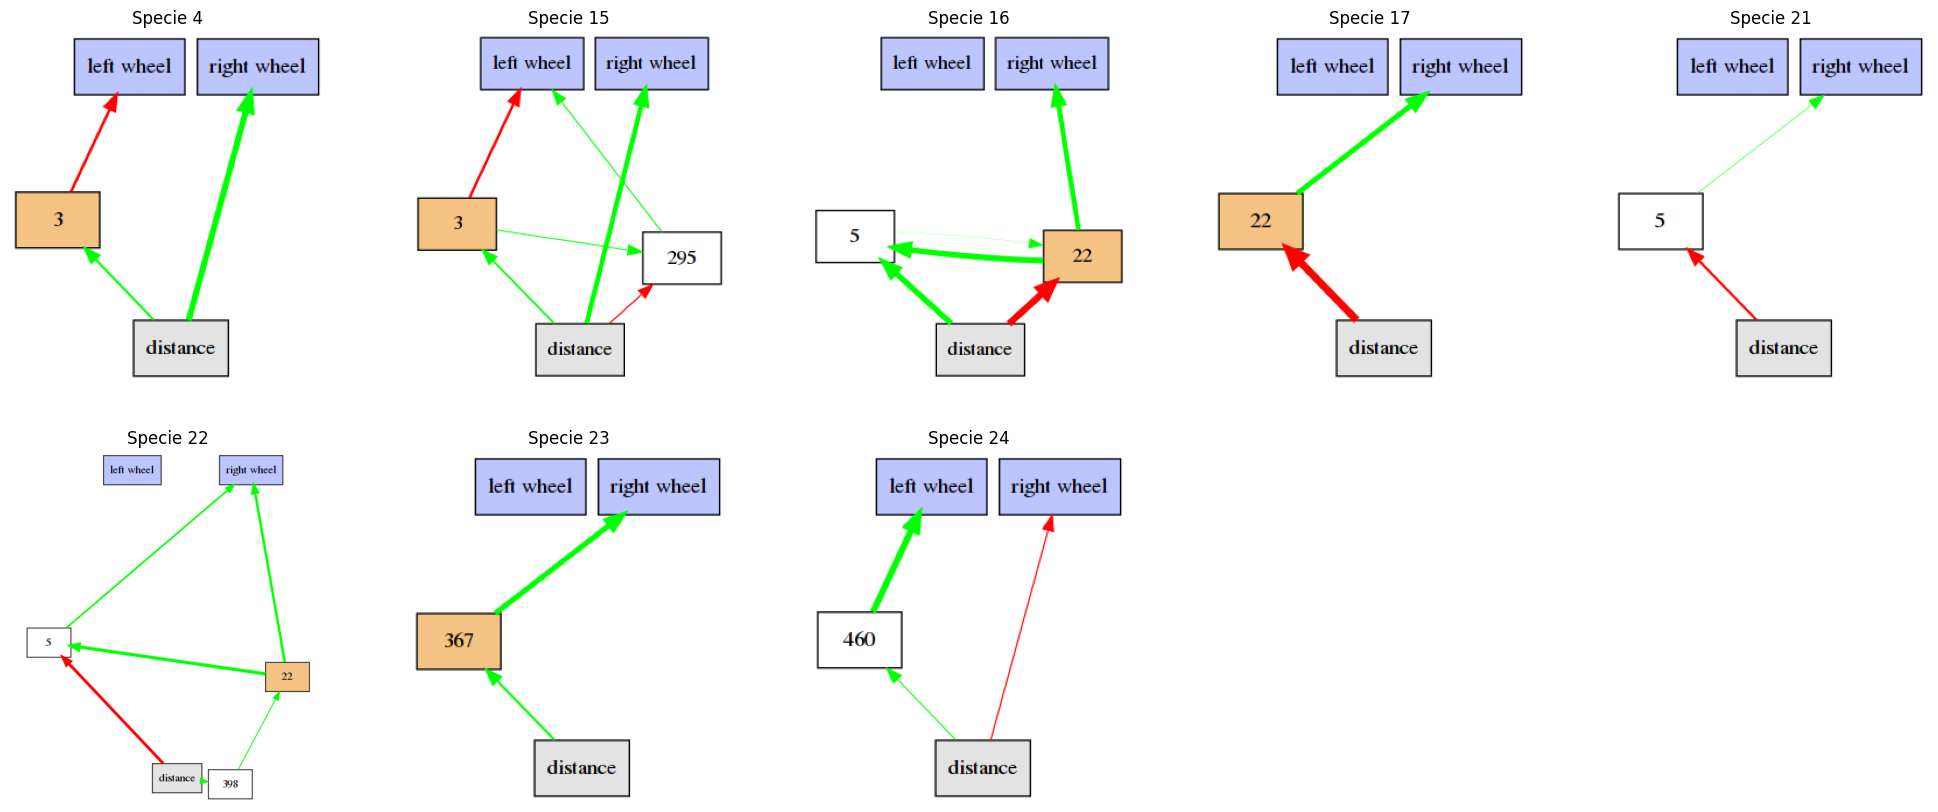 Specie 4
left wheel right wheel
3
distance
Specie 15
left wheel right wheel
3
295
distance
Specie 16
left wheel right wheel
5
22
distance
Specie 17
left wheel right wheel
22
distance
Specie 21
left wheel right wheel
5
distance
Specie 22
left wheel right wheel
5
22
distance
398
Specie 23
left wheel right wheel
367
distance
Specie 24
left wheel right wheel
460
distance